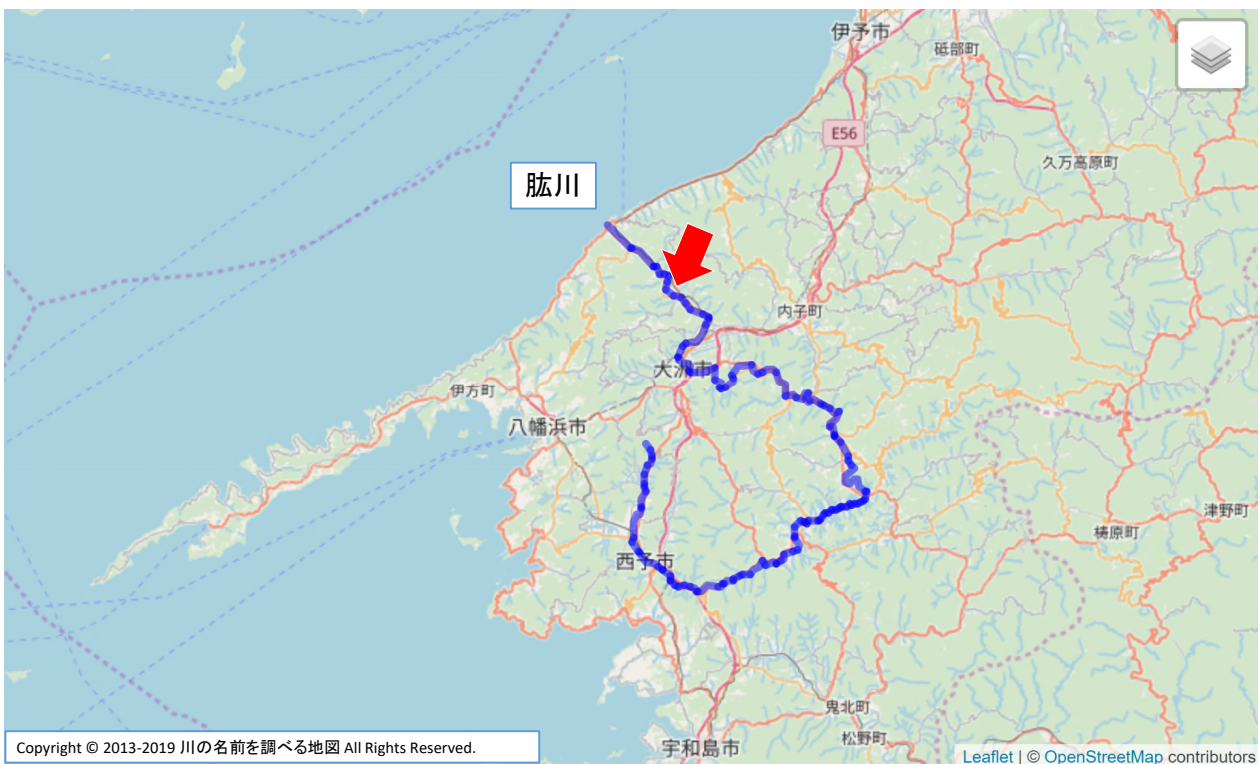 伊予市
砥部町
E56
久万高原町
肱川
内子町
大洲市
伊方町
八幡浜市
津野町
梼原町
西予市
鬼北町
松野町
宇和島市
Copyright © 2013-2019 川の名前を調べる地図 All Rights Reserved.
Leaflet | © OpenStreetMap contributors